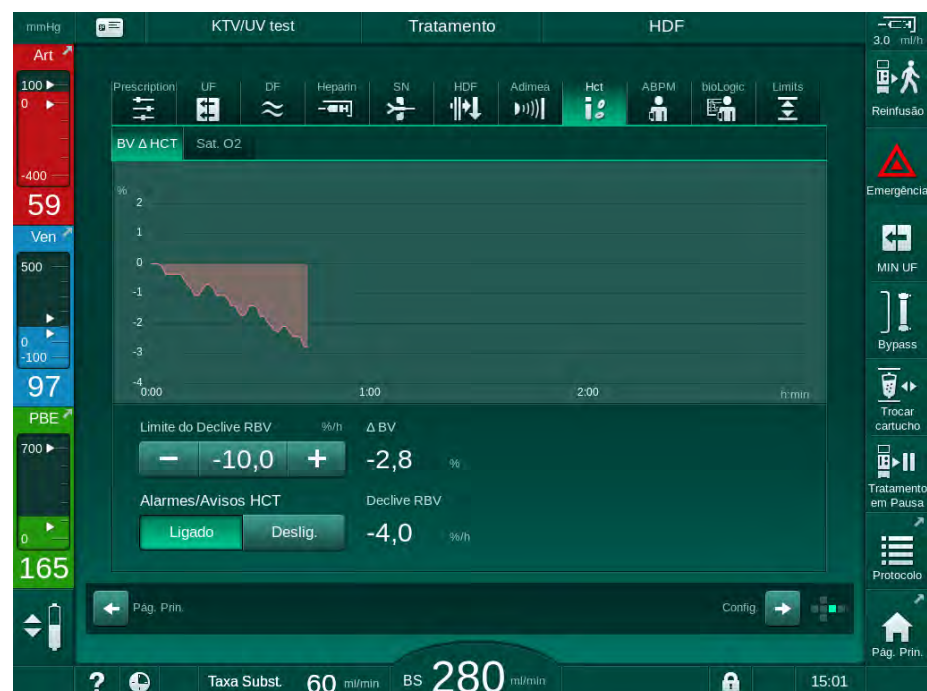 mmHg
KTV/UV test
Tratamento
HDF
3.0 ml/h
Art
100
0
-400
59
Ven
500
0
-100
97
PBE
700
0
165
Prescription
UF
DF
Heparin
SN
HDF
Adimea
Hct
ABPM
bioLogic
Limits
BV Δ HCT
Sat. O2
%
2
1
0
-1
-2
-3
-4
0:00
1:00
2:00
h:min
Limite do Declive RBV %/h
- -10,0 +
Δ BV
-2,8 %
Alarmes/Avisos HCT
Ligado
Deslig.
Declive RBV
-4,0 %/h
Pág. Prin.
Config.
Reinfusão
Emergência
MIN UF
Bypass
Trocar
cartucho
Tratamento
em Pausa
Protocolo
Pág. Prin.
?
Taxa Subst. 60 ml/min
BS 280 ml/min
15:01